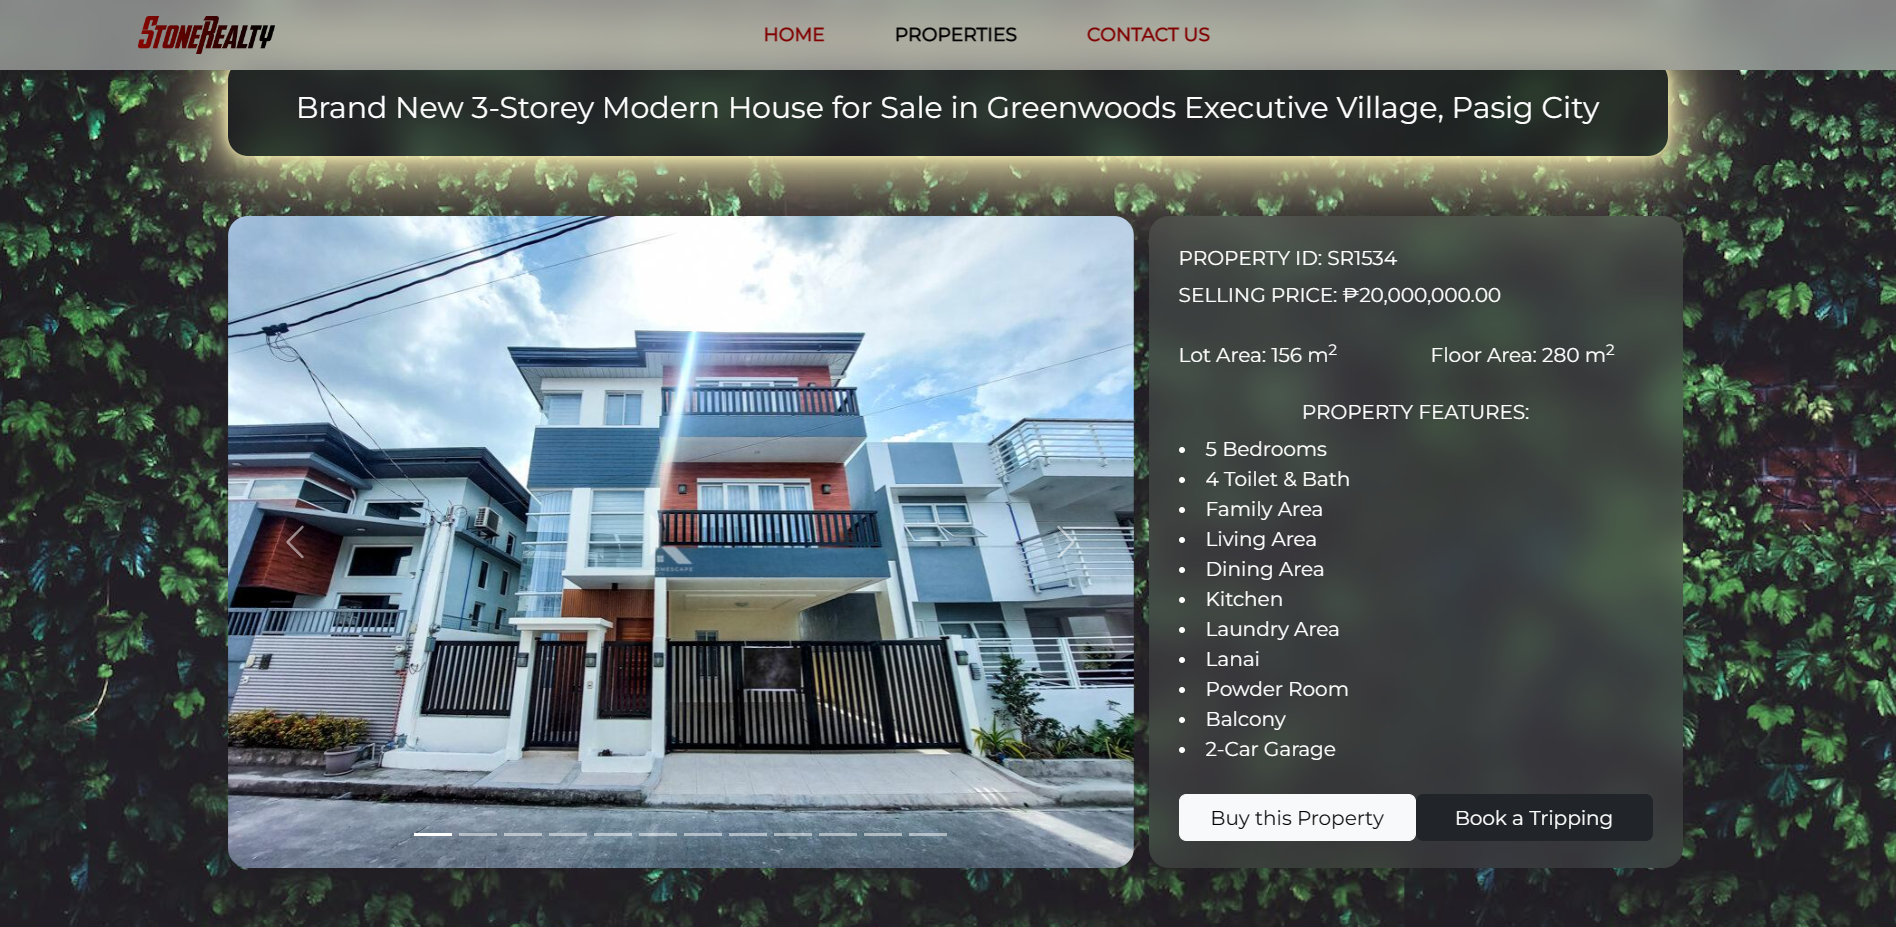 STONEREALTY
HOME
PROPERTIES
CONTACT US
Brand New 3-Storey Modern House for Sale in Greenwoods Executive Village, Pasig City
PROPERTY ID: SR1534
SELLING PRICE: ₱20,000,000.00
Lot Area: 156 m²
Floor Area: 280 m²
PROPERTY FEATURES:
• 5 Bedrooms
• 4 Toilet & Bath
• Family Area
• Living Area
• Dining Area
• Kitchen
• Laundry Area
• Lanai
• Powder Room
• Balcony
• 2-Car Garage
Buy this Property
Book a Tripping